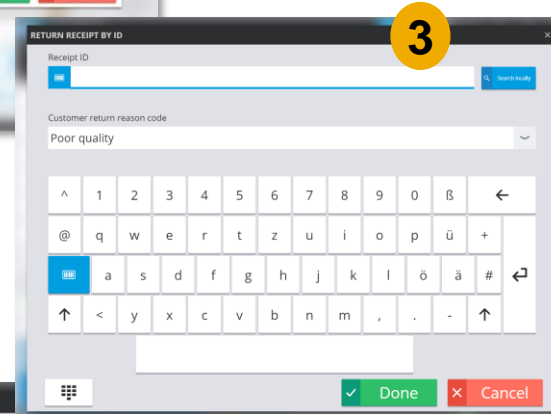 3
RETURN RECEIPT BY ID ×
Receipt ID
Search locally
Customer return reason code
Poor quality
^ 1 2 3 4 5 6 7 8 9 0 ß ←
@ q w e r t z u i o p ü +
a s d f g h j k l ö ä # ↵
↑ < y x c v b n m , . - ↑
✓ Done × Cancel